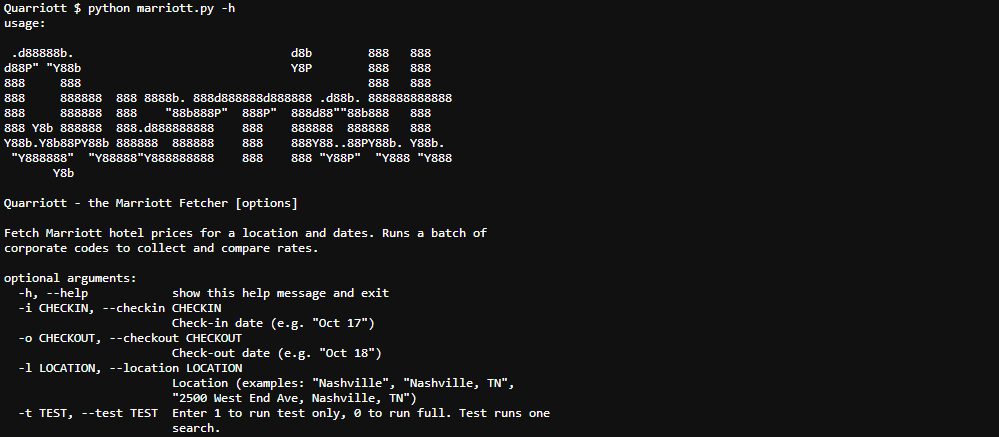 Quarriott $ python marriott.py -h
usage:

 .d88888b.                               d8b        888   888
d88P" "Y88b                              Y8P        888   888
888     888                                         888   888
888     888888  888 8888b. 888d888888d888888 .d88b. 888888888888
888     888888  888    "88b888P"  888P"  888d88""88b888   888
888 Y8b 888888  888.d888888888    888    888888  888888   888
Y88b.Y8b88PY88b 888888  888888    888    888Y88..88PY88b. Y88b.
 "Y888888"  "Y88888"Y888888888    888    888 "Y88P"  "Y888 "Y888
       Y8b

Quarriott - the Marriott Fetcher [options]

Fetch Marriott hotel prices for a location and dates. Runs a batch of
corporate codes to collect and compare rates.

optional arguments:
  -h, --help            show this help message and exit
  -i CHECKIN, --checkin CHECKIN
                        Check-in date (e.g. "Oct 17")
  -o CHECKOUT, --checkout CHECKOUT
                        Check-out date (e.g. "Oct 18")
  -l LOCATION, --location LOCATION
                        Location (examples: "Nashville", "Nashville, TN",
                        "2500 West End Ave, Nashville, TN")
  -t TEST, --test TEST  Enter 1 to run test only, 0 to run full. Test runs one
                        search.